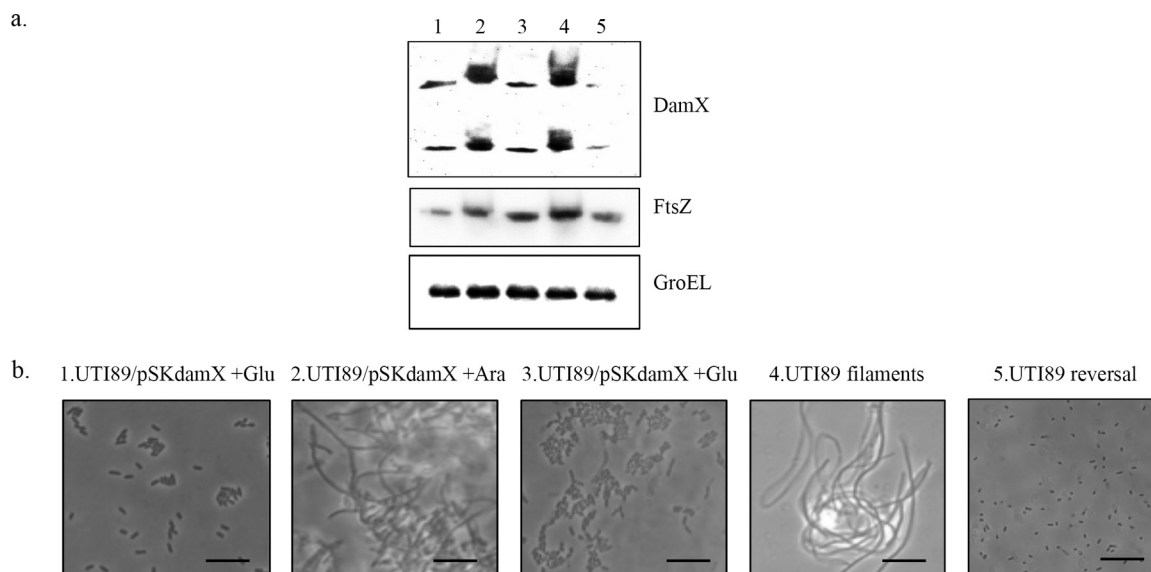 a.
1 2 3 4 5
DamX
FtsZ
GroEL
b.
1.UTI89/pSKdamX +Glu 2.UTI89/pSKdamX +Ara 3.UTI89/pSKdamX +Glu 4.UTI89 filaments 5.UTI89 reversal